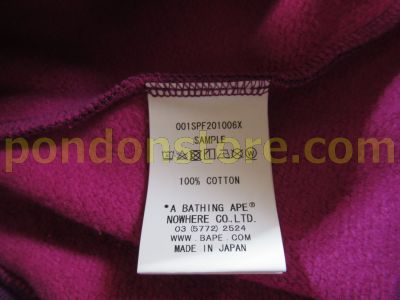 001SPF201006X
SAMPLE
pondonstore.com
100% COTTON
"A BATHING APE®
NOWHERE CO.,LTD.
03 (5772) 2524
WWW.BAPE.COM
MADE IN JAPAN